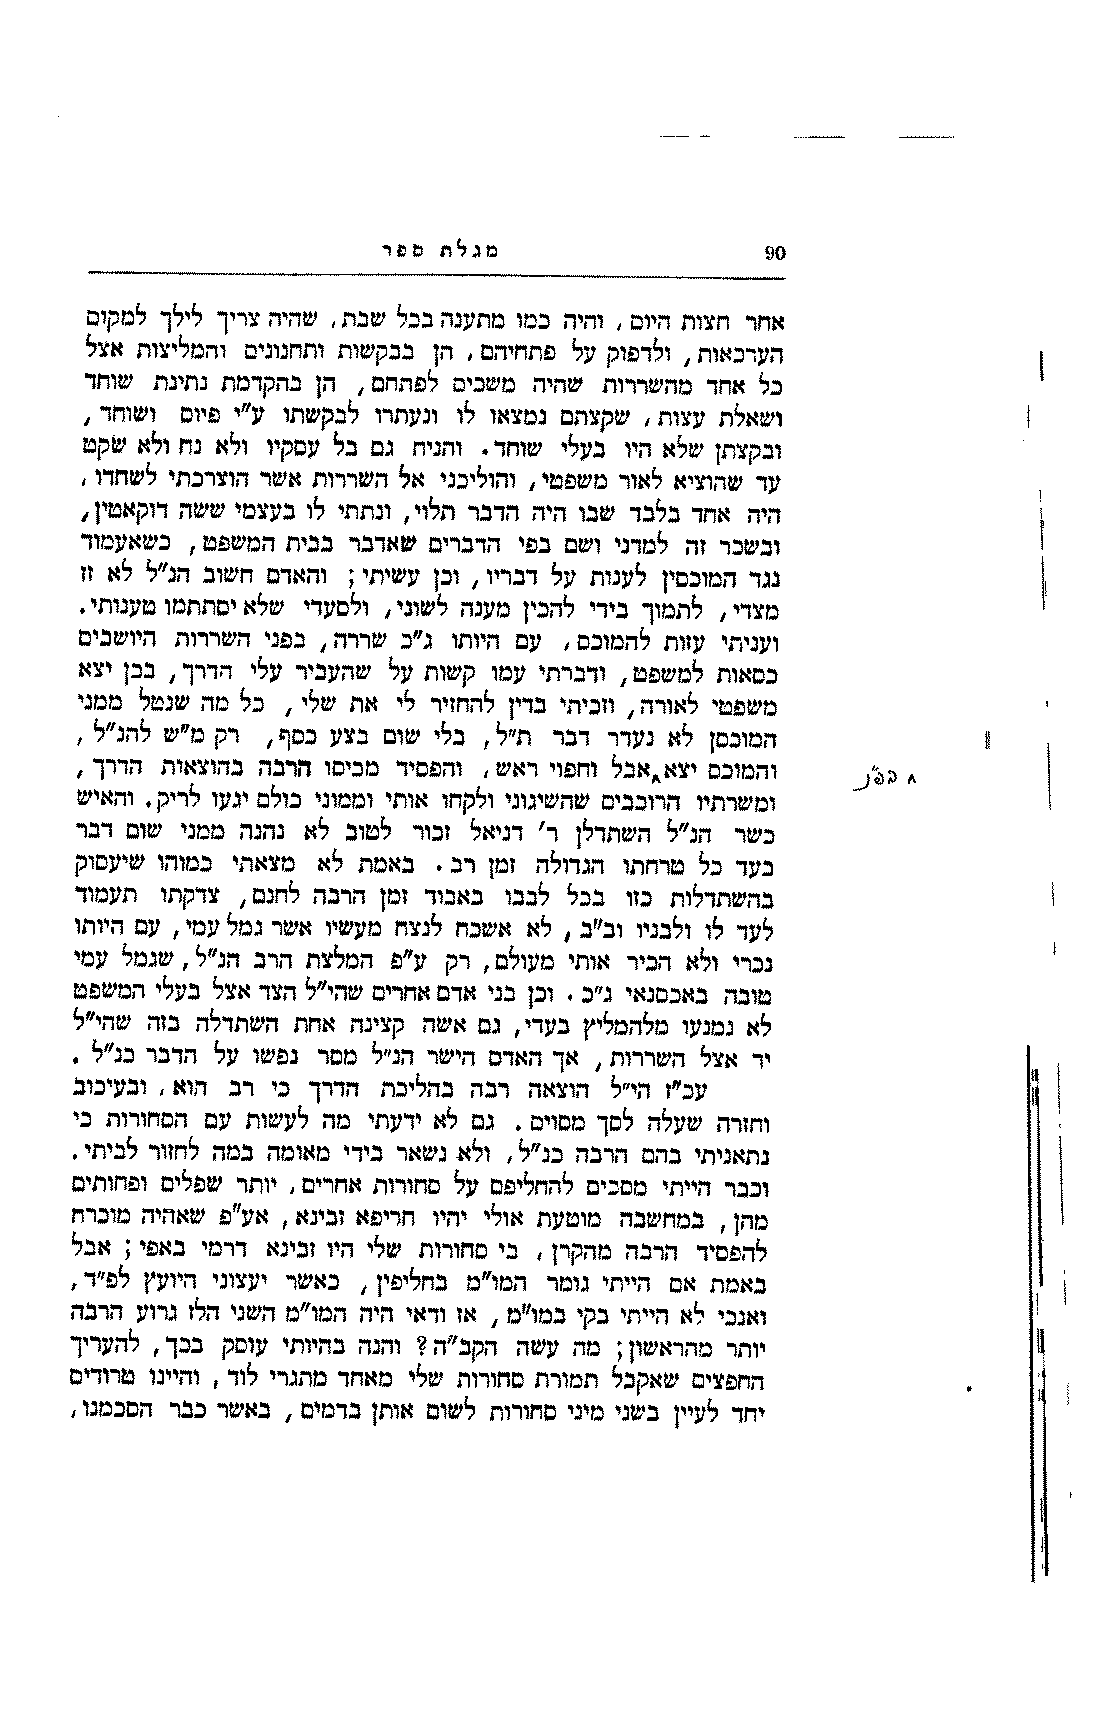 90 מגלת ספר
אחר חצות היום, והיה כמו מתענה בכל שבת, שהיה צריך לילך למקום
הערכאות, ולדפוק על פתחיהם, הן בבקשות ותחנונים והמליצות אצל
כל אחד מהשררות שהיה משכים לפתחם, הן בהקדמת נתינת שוחד
ושאלת עצות, שקצתם נמצאו לו ונעתרו לבקשתו ע"י פיום ושוחד,
ובקצתן שלא היו בעלי שוחד. והניח גם כל עסקיו ולא נח ולא שקט
עד שהוציא לאור משפטי, והוליכני אל השררות אשר הוצרכתי לשחדו,
היה אחד בלבד שבו היה הדבר תלוי, ונתתי לו בעצמי ששה דוקאטין,
ובשכר זה למדני ושם בפי הדברים שאדבר בבית המשפט, כשאעמוד
נגד המוכסין לענות על דבריו, וכן עשיתי; והאדם חשוב הנ"ל לא זז
מצדי, לתמוך בידי להכין מענה לשוני, ולסעדי שלא יסתתמו טענותי.
ועניתי עזות להמוכם, עם היותו ג"כ שררה, בפני השררות היושבים
כסאות למשפט, ודברתי עמו קשות על שהעביר עלי הדרך, בכן יצא
משפטי לאורה, וזכיתי בדין להחזיר לי את שלי, כל מה שנטל ממני
המוכסן לא נעדר דבר ת"ל, בלי שום בצע כסף, רק מ"ש להנ"ל,
והמוכם יצא ^ אבל וחפוי ראש, והפסיד מכיסו הרבה בהוצאות הדרך,
ומשרתיו הרוכבים שהשיגוני ולקחו אותי וממוני כולם יגעו לריק. והאיש
כשר הנ"ל השתדלן ר' דניאל זכור לטוב לא נהנה ממני שום דבר
בעד כל טרחתו הגדולה זמן רב. באמת לא מצאתי כמוהו שיעסוק
בהשתדלות כזו בכל לבבו באבוד זמן הרבה לחנם, צדקתו תעמוד
לעד לו ולבניו וב"ב, לא אשכח לנצח מעשיו אשר גמל עמי, עם היותו
נכרי ולא הכיר אותי מעולם, רק ע"פ המלצת הרב הנ"ל, שגמל עמי
טובה באכסנאי ג"כ. וכן בני אדם אחרים שהי"ל הצד אצל בעלי המשפט
לא נמנעו מלהמליץ בעדי, גם אשה קצינה אחת השתדלה בזה שהי"ל
יד אצל השררות, אך האדם הישר הנ"ל מסר נפשו על הדבר כנ"ל.
עכ"ז הי"ל הוצאה רבה בהליכת הדרך כי רב הוא, ובעיכוב
וחזרה שעלה לסך מסוים. גם לא ידעתי מה לעשות עם הסחורות כי
נתאניתי בהם הרבה כנ"ל, ולא נשאר בידי מאומה במה לחזור לביתי.
וכבר הייתי מסכים להחליפם על סחורות אחרים, יותר שפלים ופחותים
מהן, במחשבה מוטעת אולי יהיו חריפא זבינא, אע"פ שאהיה מוכרח
להפסיד הרבה מהקרן, כי סחורות שלי היו זבינא דרמי באפי; אבל
באמת אם הייתי גומר המו"מ בחליפין, כאשר יעצוני היועץ לפ"ד,
ואנכי לא הייתי בקי במו"מ, אז ודאי היה המו"מ השני הלז גרוע הרבה
יותר מהראשון; מה עשה הקב"ה? והנה בהיותי עוסק בכך, להעריך
החפצים שאקבל תמורת סחורות שלי מאחד מתגרי לוד, והיינו טרודים
יחד לעיין בשני מיני סחורות לשום אותן בדמים, באשר כבר הסכמנו,